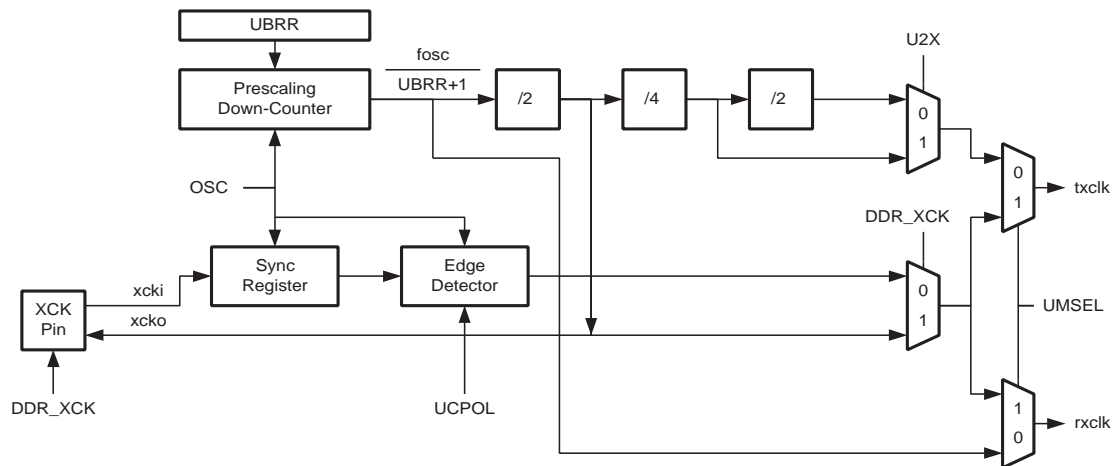 UBRR
fosc
U2X
Prescaling
Down-Counter
UBRR+1
/2
/4
/2
0
1
OSC
0
1
txclk
DDR_XCK
Sync
Register
Edge
Detector
xcki
0
1
XCK
Pin
xcko
UMSEL
DDR_XCK
UCPOL
1
0
rxclk